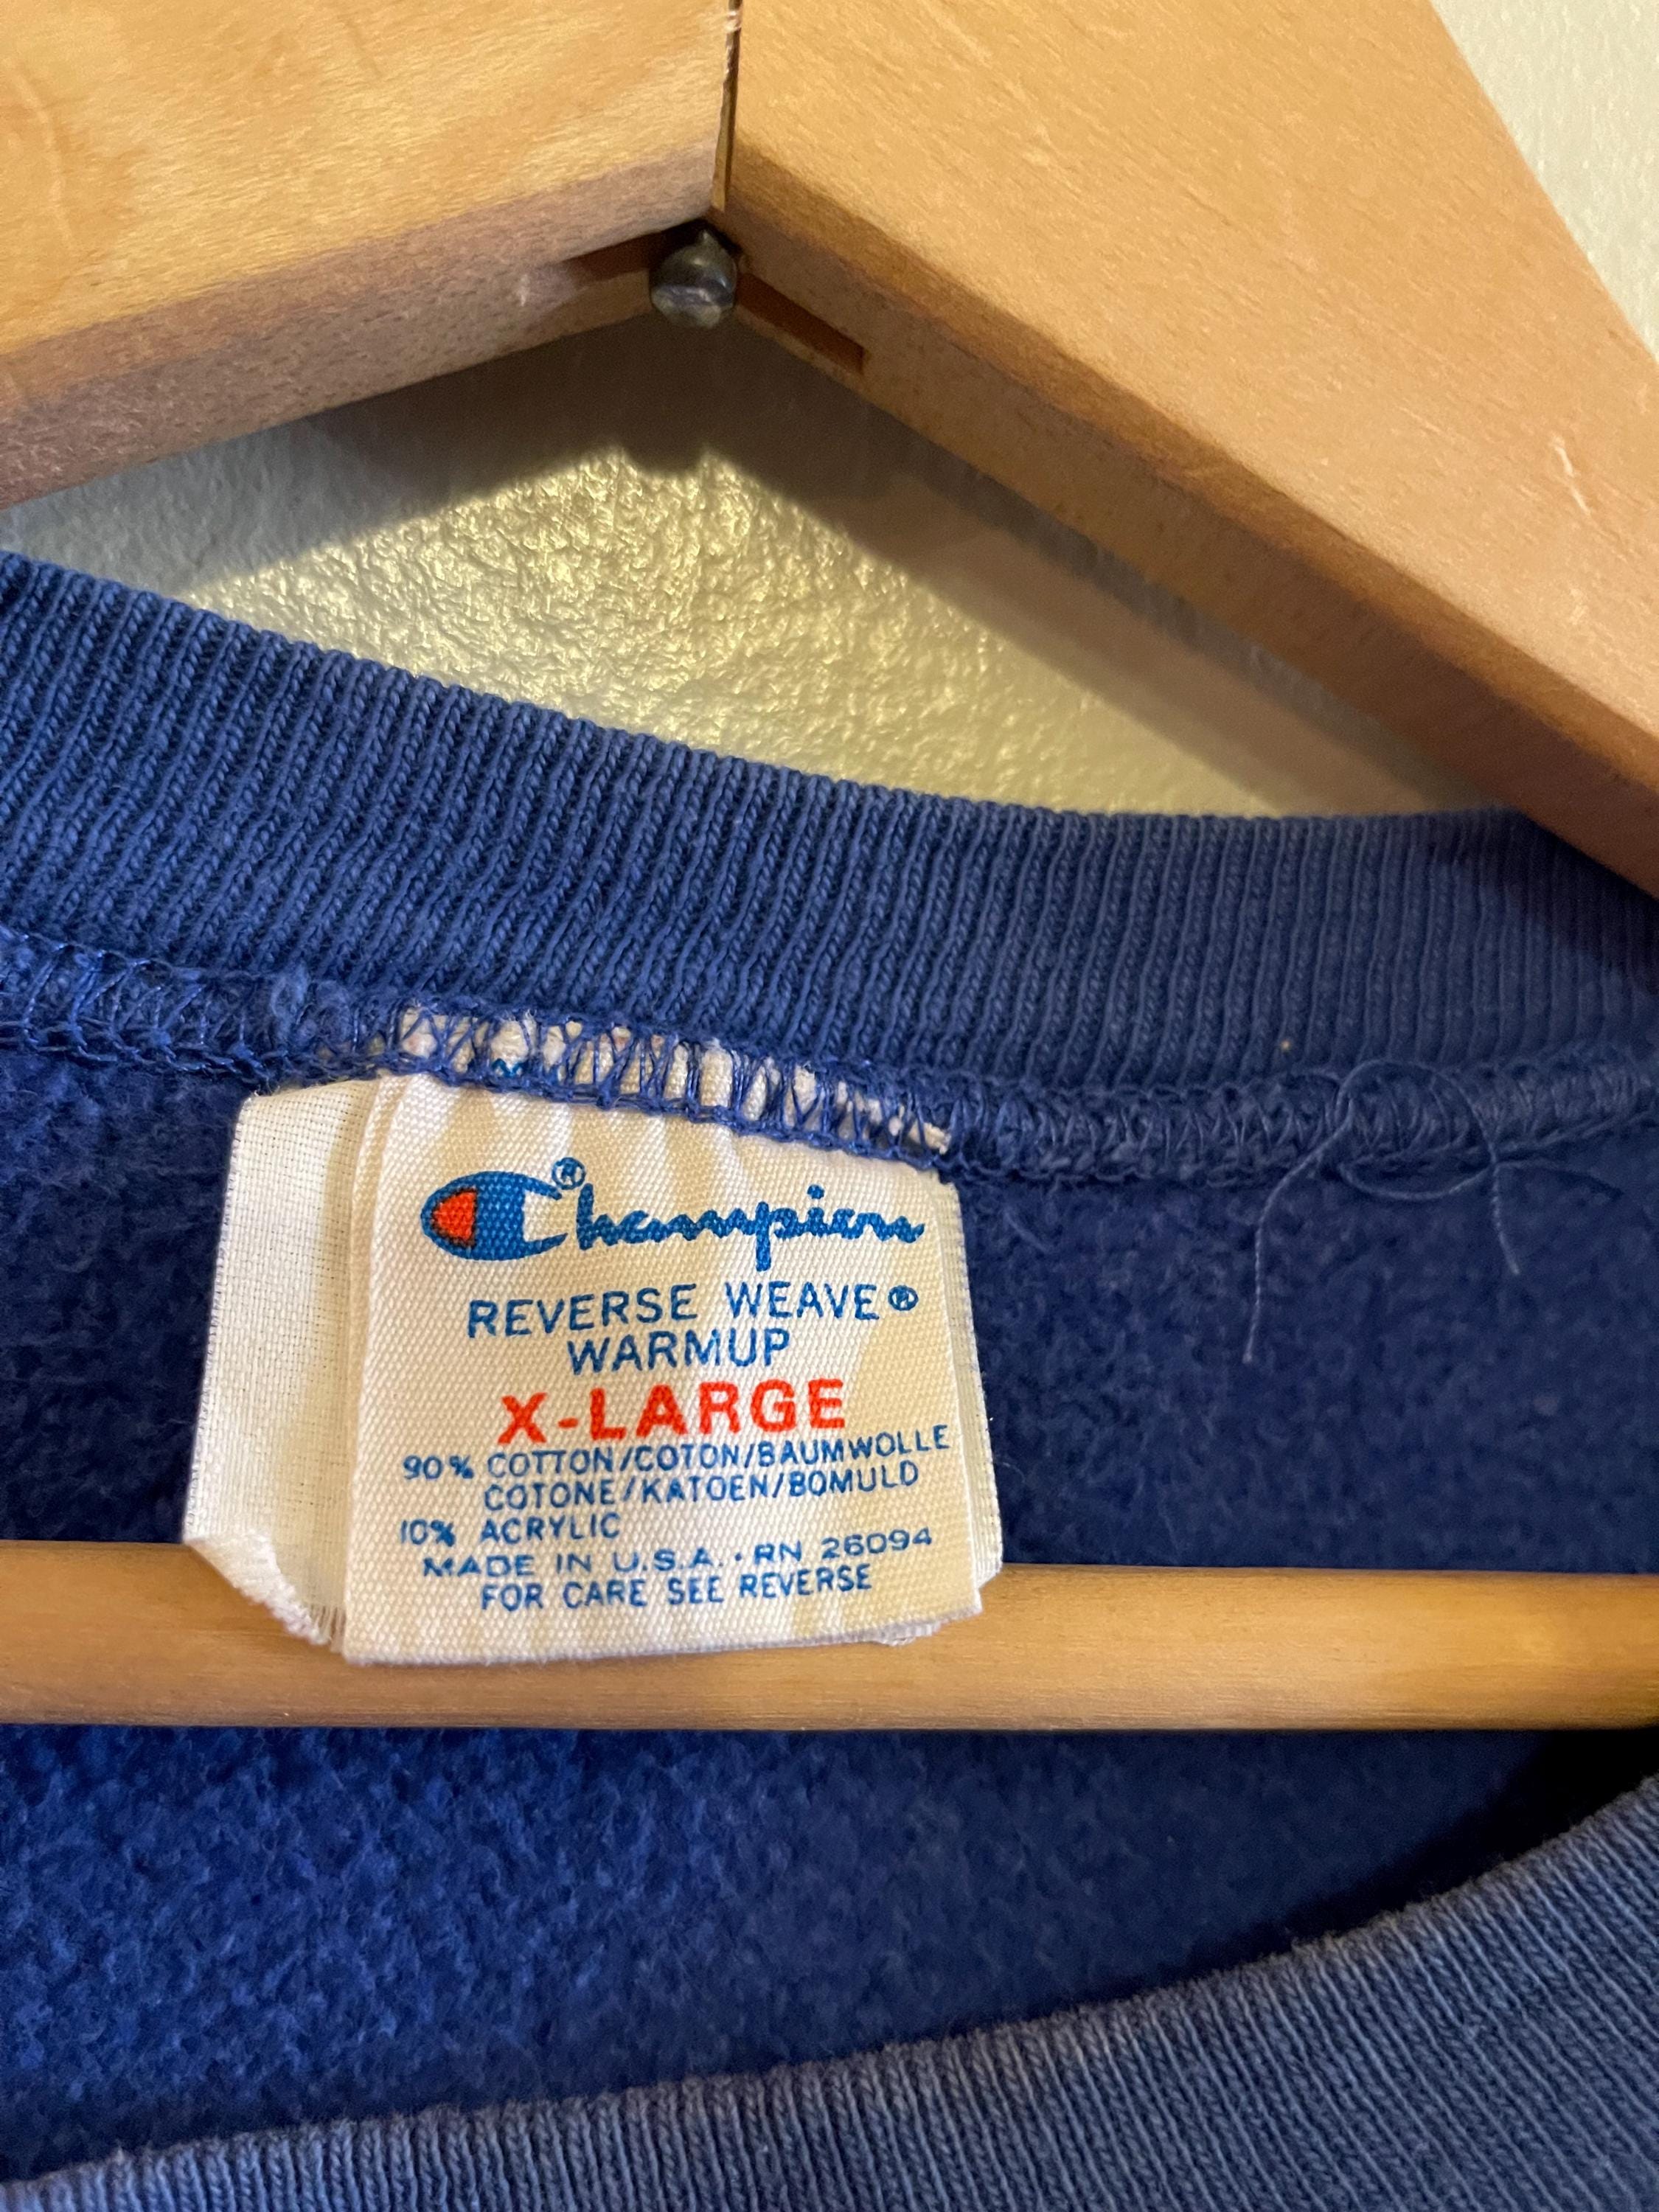 Champion®
REVERSE WEAVE®
WARMUP
X-LARGE
90% COTTON/COTON/BAUMWOLLE
COTONE/KATOEN/BOMULD
10% ACRYLIC
MADE IN U.S.A. · RN 26094
FOR CARE SEE REVERSE